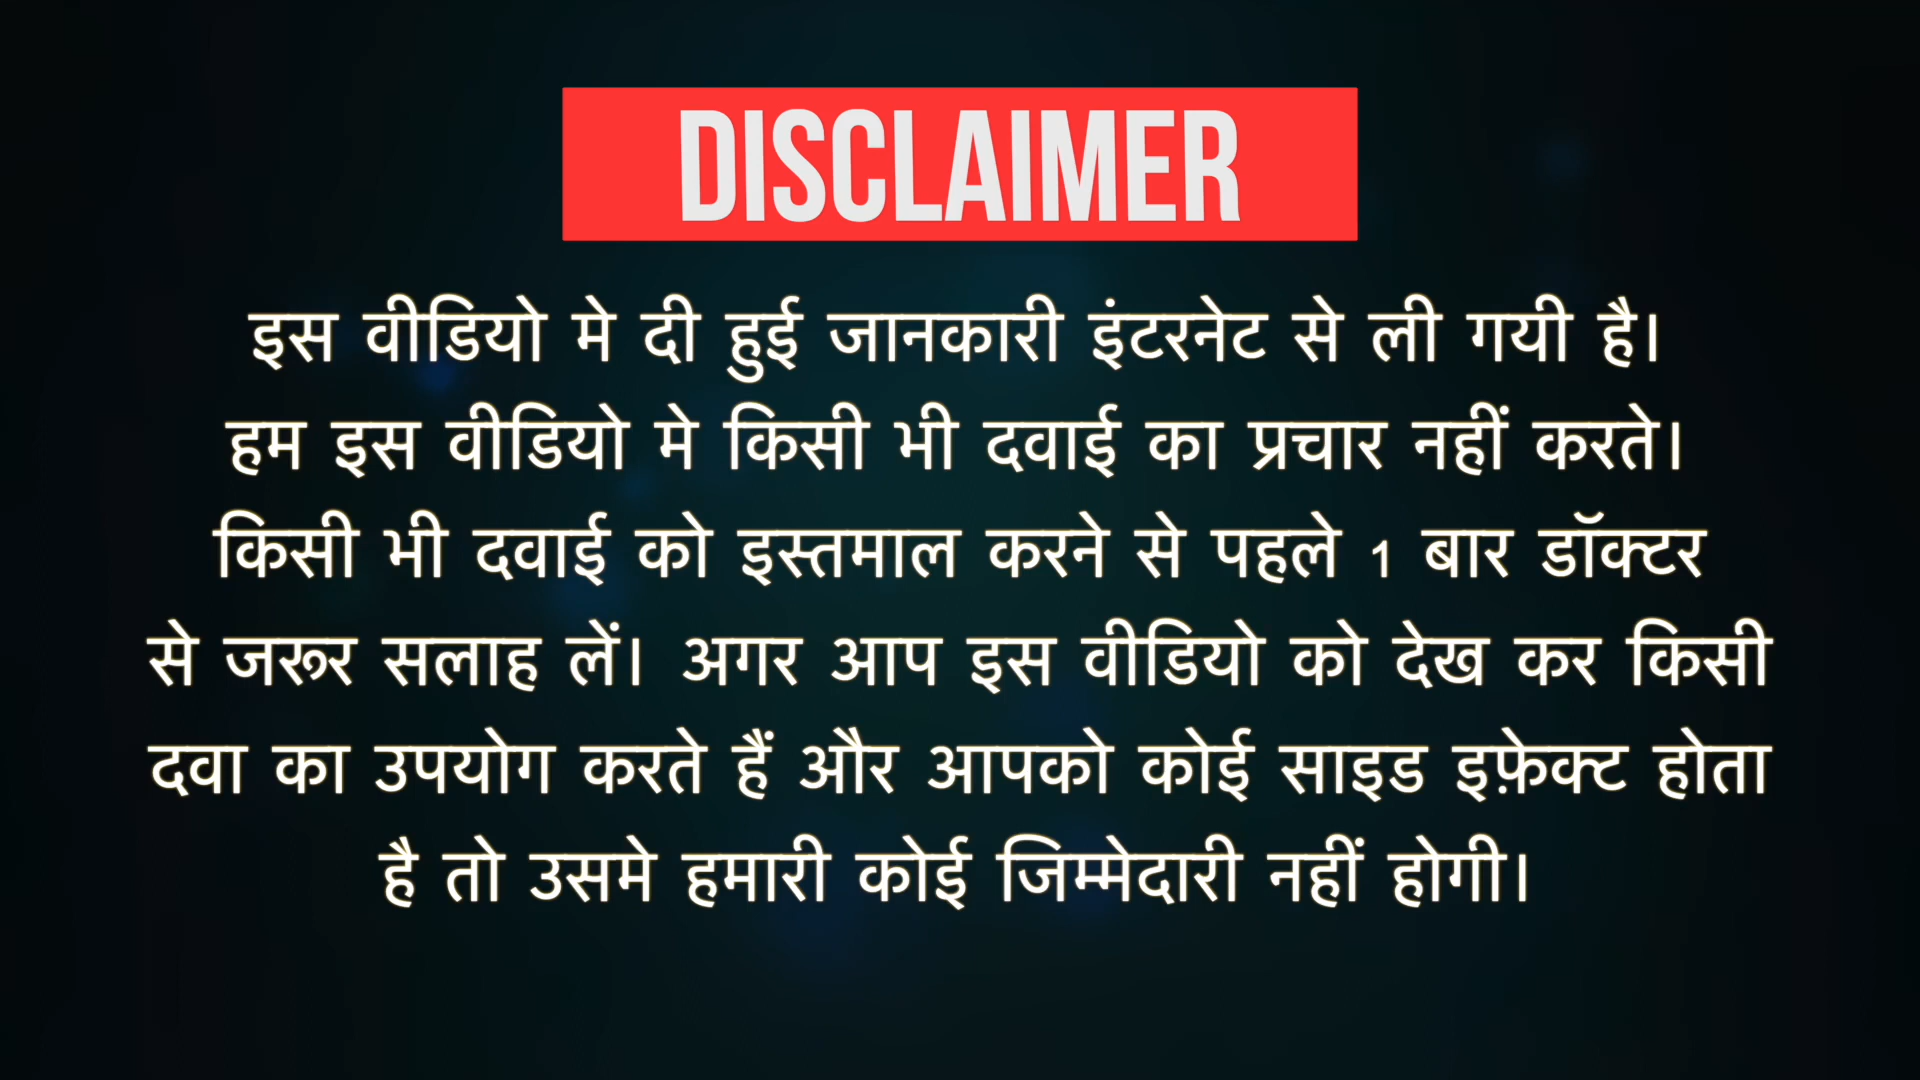 DISCLAIMER
इस वीडियो मे दी हुई जानकारी इंटरनेट से ली गयी है।
हम इस वीडियो मे किसी भी दवाई का प्रचार नहीं करते।
किसी भी दवाई को इस्तमाल करने से पहले 1 बार डॉक्टर
से जरूर सलाह लें। अगर आप इस वीडियो को देख कर किसी
दवा का उपयोग करते हैं और आपको कोई साइड इफ़ेक्ट होता
है तो उसमे हमारी कोई जिम्मेदारी नहीं होगी।